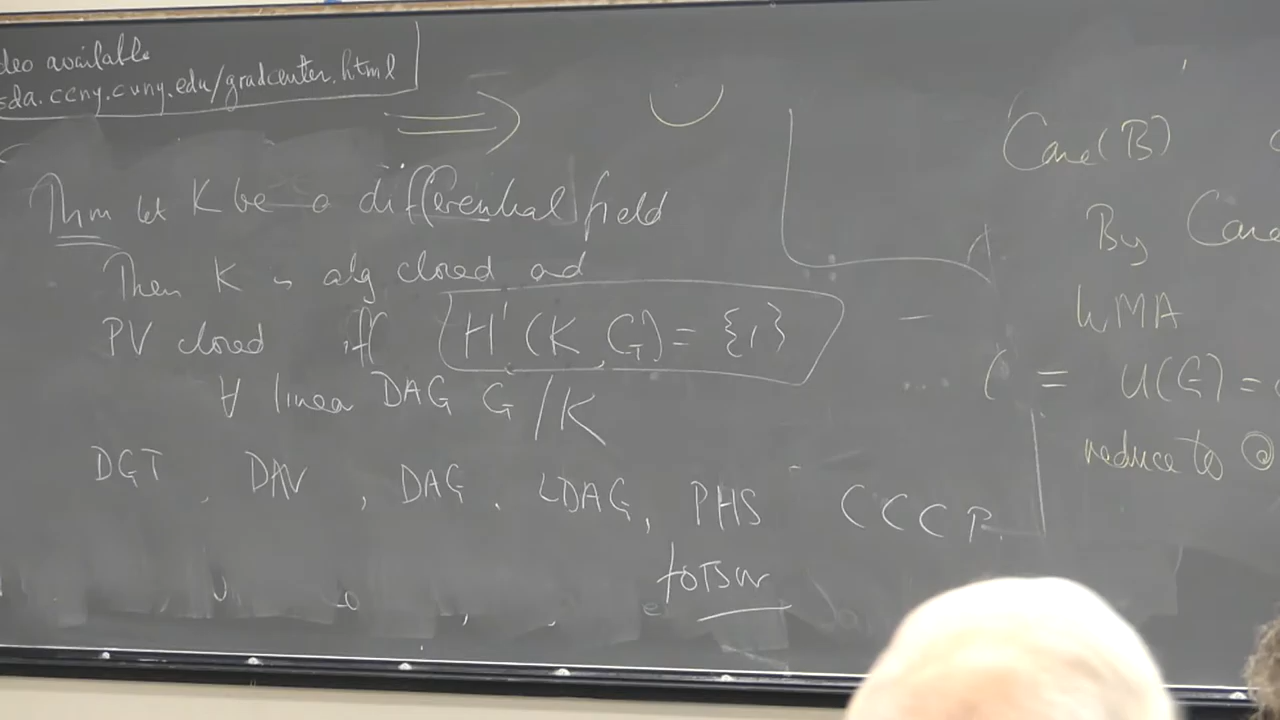 deo available
sda.ccny.cuny.edu/gradcenter.html
⟹
Thm let K be a differential field
Then K is alg closed and
PV closed iff H¹(K, G) = {1}
∀ linear DAG G/K
DGT, DAV, DAG, LDAG, PHS CCCP
torsor
Case (B)
By Case
WMA
= U(G) =
reduce to